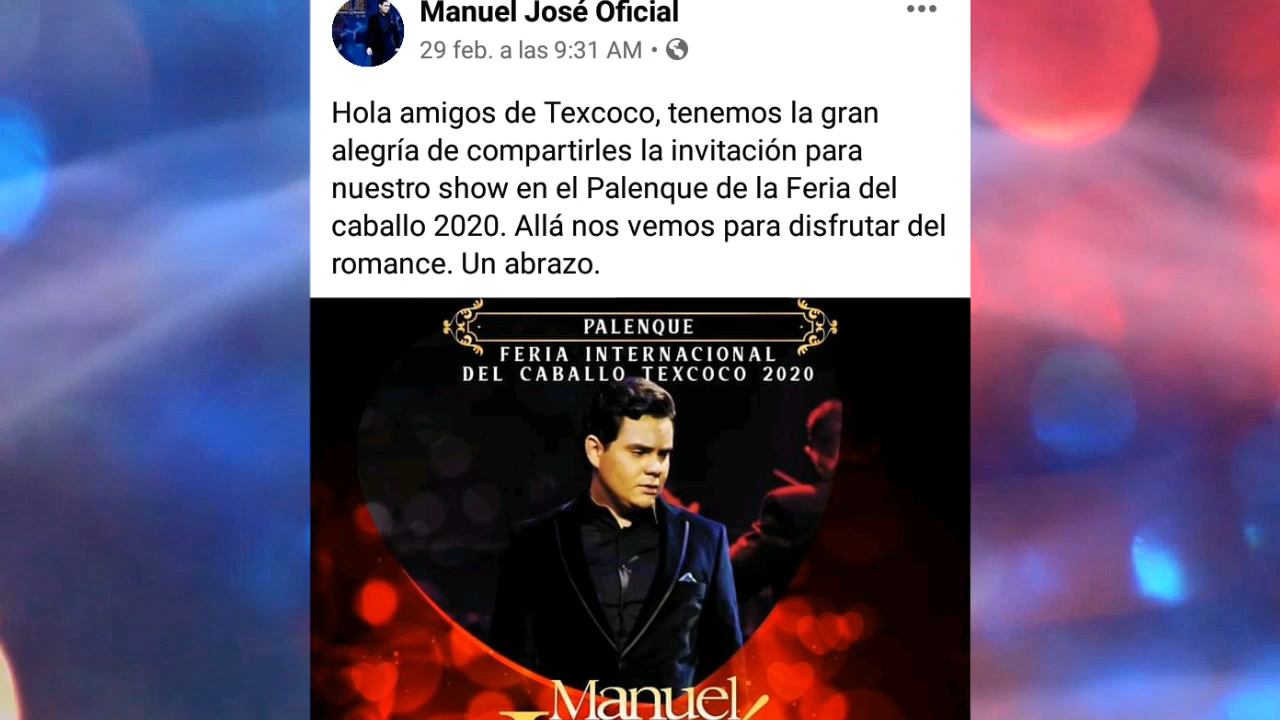 Manuel José Oficial
29 feb. a las 9:31 AM •
Hola amigos de Texcoco, tenemos la gran
alegría de compartirles la invitación para
nuestro show en el Palenque de la Feria del
caballo 2020. Allá nos vemos para disfrutar del
romance. Un abrazo.
PALENQUE
FERIA INTERNACIONAL
DEL CABALLO TEXCOCO 2020
Manuel